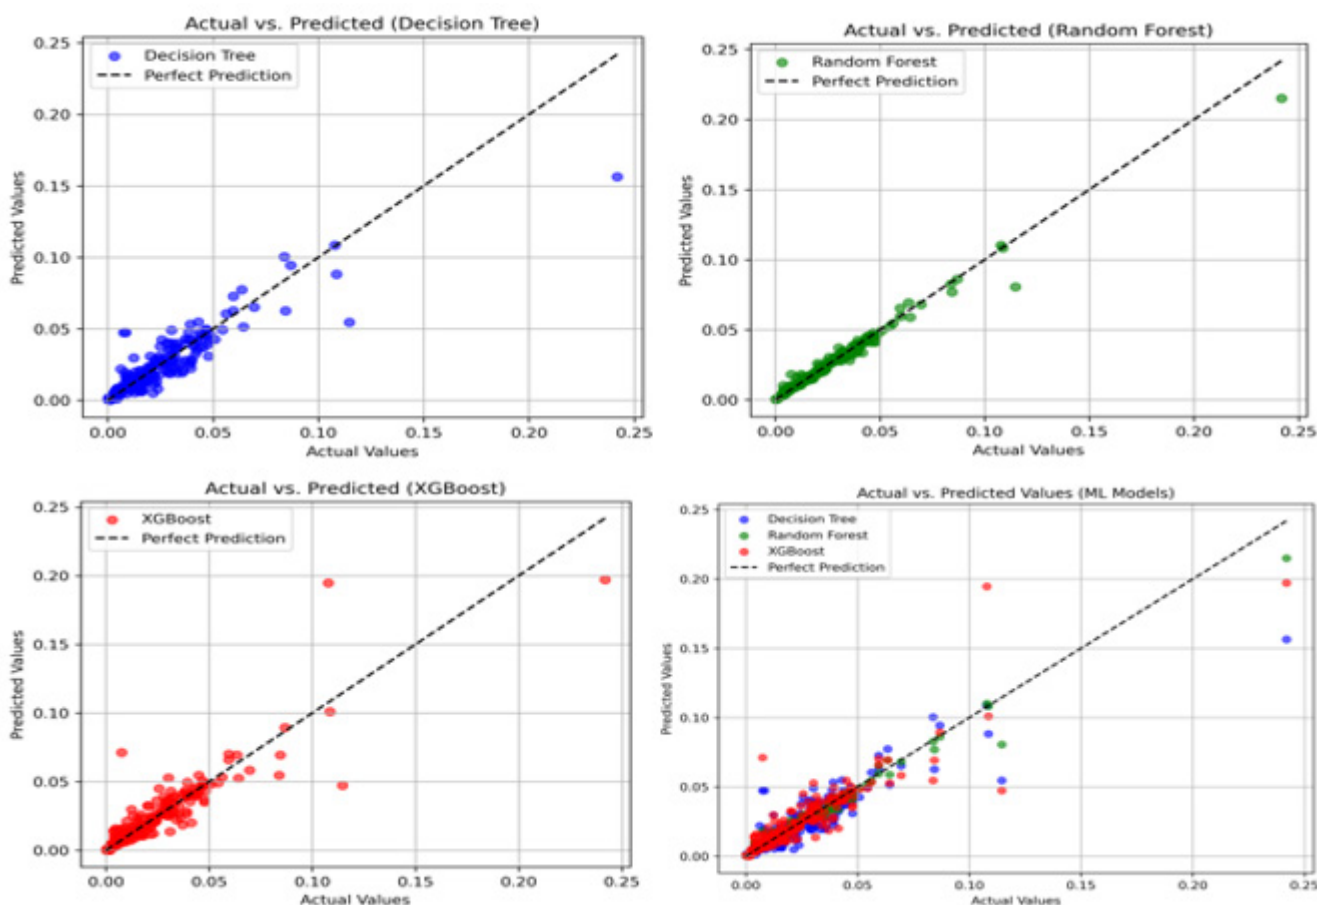 Actual vs. Predicted (Decision Tree)
Decision Tree
Perfect Prediction
0.25
0.20
0.15
0.10
0.05
0.00
Predicted Values
0.00 0.05 0.10 0.15 0.20 0.25
Actual Values
Actual vs. Predicted (Random Forest)
Random Forest
Perfect Prediction
0.25
0.20
0.15
0.10
0.05
0.00
Predicted Values
0.00 0.05 0.10 0.15 0.20 0.25
Actual Values
Actual vs. Predicted (XGBoost)
XGBoost
Perfect Prediction
0.25
0.20
0.15
0.10
0.05
0.00
Predicted Values
0.00 0.05 0.10 0.15 0.20 0.25
Actual Values
Actual vs. Predicted Values (ML Models)
Decision Tree
Random Forest
XGBoost
Perfect Prediction
0.25
0.20
0.15
0.10
0.05
0.00
Predicted Values
0.00 0.05 0.10 0.15 0.20 0.25
Actual Values